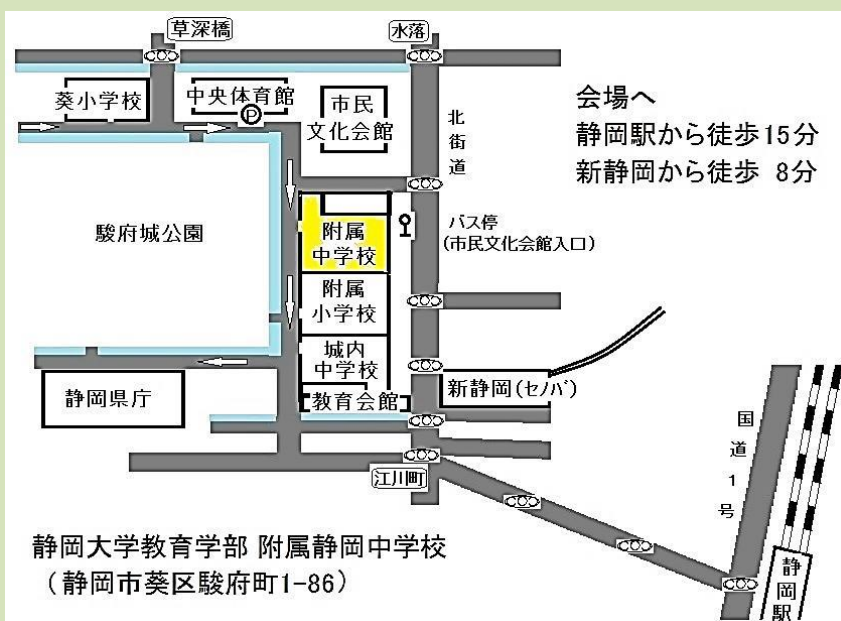 草深橋
水落
葵小学校
中央体育館
P
市民
文化会館
北街道
会場へ
静岡駅から徒歩15分
新静岡から徒歩 8分
駿府城公園
附属
中学校
バス停
(市民文化会館入口)
附属
小学校
城内
中学校
静岡県庁
教育会館
新静岡(セノバ)
国道1号
江川町
静岡大学教育学部 附属静岡中学校
(静岡市葵区駿府町1-86)
静岡駅